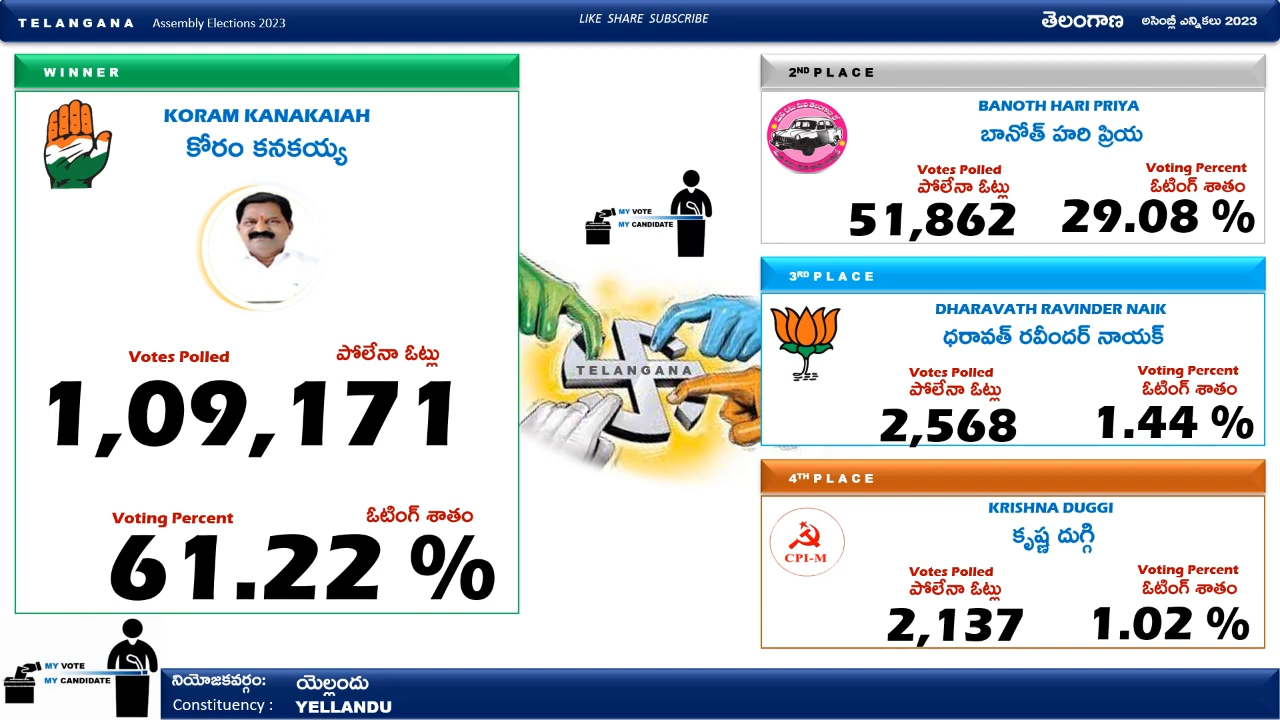 TELANGANA Assembly Elections 2023
LIKE SHARE SUBSCRIBE
తెలంగాణ అసెంబ్లీ ఎన్నికలు 2023
WINNER
KORAM KANAKAIAH
కోరం కనకయ్య
Votes Polled పోలేనా ఓట్లు
1,09,171
Voting Percent ఓటింగ్ శాతం
61.22 %
MY VOTE
MY CANDIDATE
TELANGANA
2ND PLACE
BANOTH HARI PRIYA
బానోత్ హరి ప్రియ
Votes Polled Voting Percent
పోలేనా ఓట్లు ఓటింగ్ శాతం
51,862 29.08 %
3RD PLACE
DHARAVATH RAVINDER NAIK
ధరావత్ రవీందర్ నాయక్
Votes Polled Voting Percent
పోలేనా ఓట్లు ఓటింగ్ శాతం
2,568 1.44 %
4TH PLACE
KRISHNA DUGGI
కృష్ణ దుగ్గి
CPI-M
Votes Polled Voting Percent
పోలేనా ఓట్లు ఓటింగ్ శాతం
2,137 1.02 %
MY VOTE
MY CANDIDATE
నియోజకవర్గం: యెల్లందు
Constituency : YELLANDU